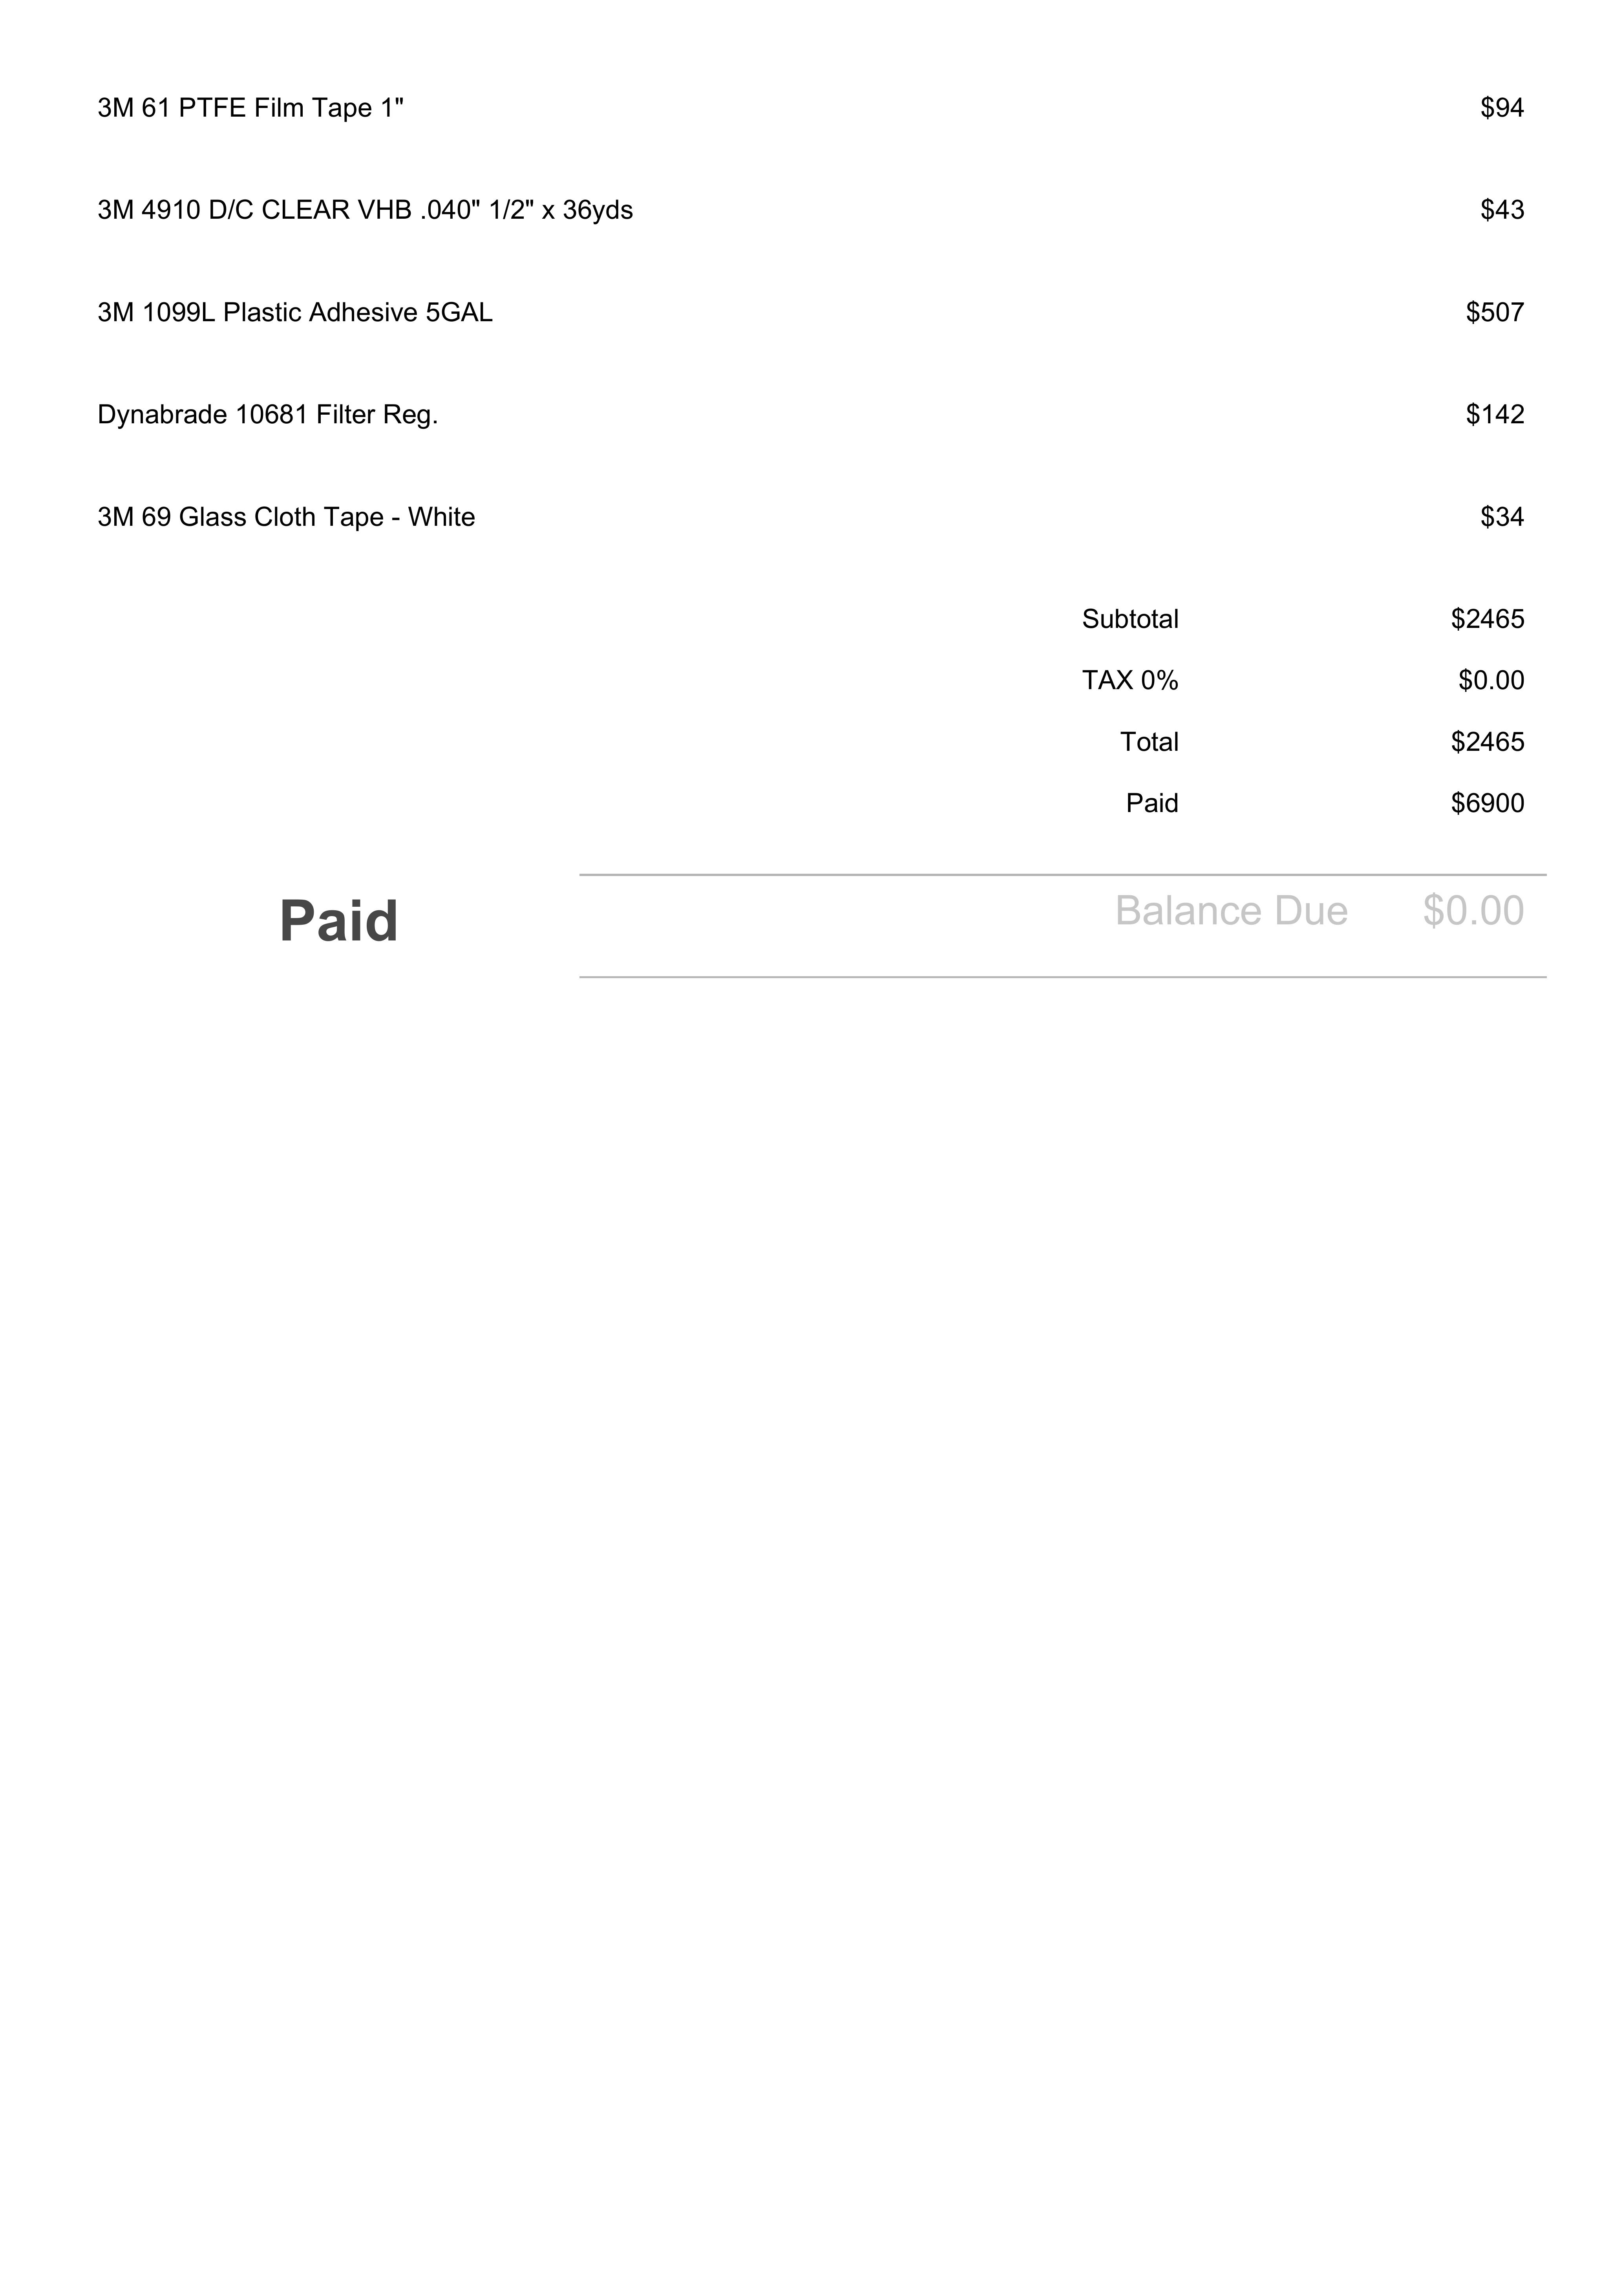 3M 61 PTFE Film Tape 1" $94
3M 4910 D/C CLEAR VHB .040" 1/2" x 36yds $43
3M 1099L Plastic Adhesive 5GAL $507
Dynabrade 10681 Filter Reg. $142
3M 69 Glass Cloth Tape - White $34
Subtotal $2465
TAX 0% $0.00
Total $2465
Paid $6900
Paid Balance Due $0.00